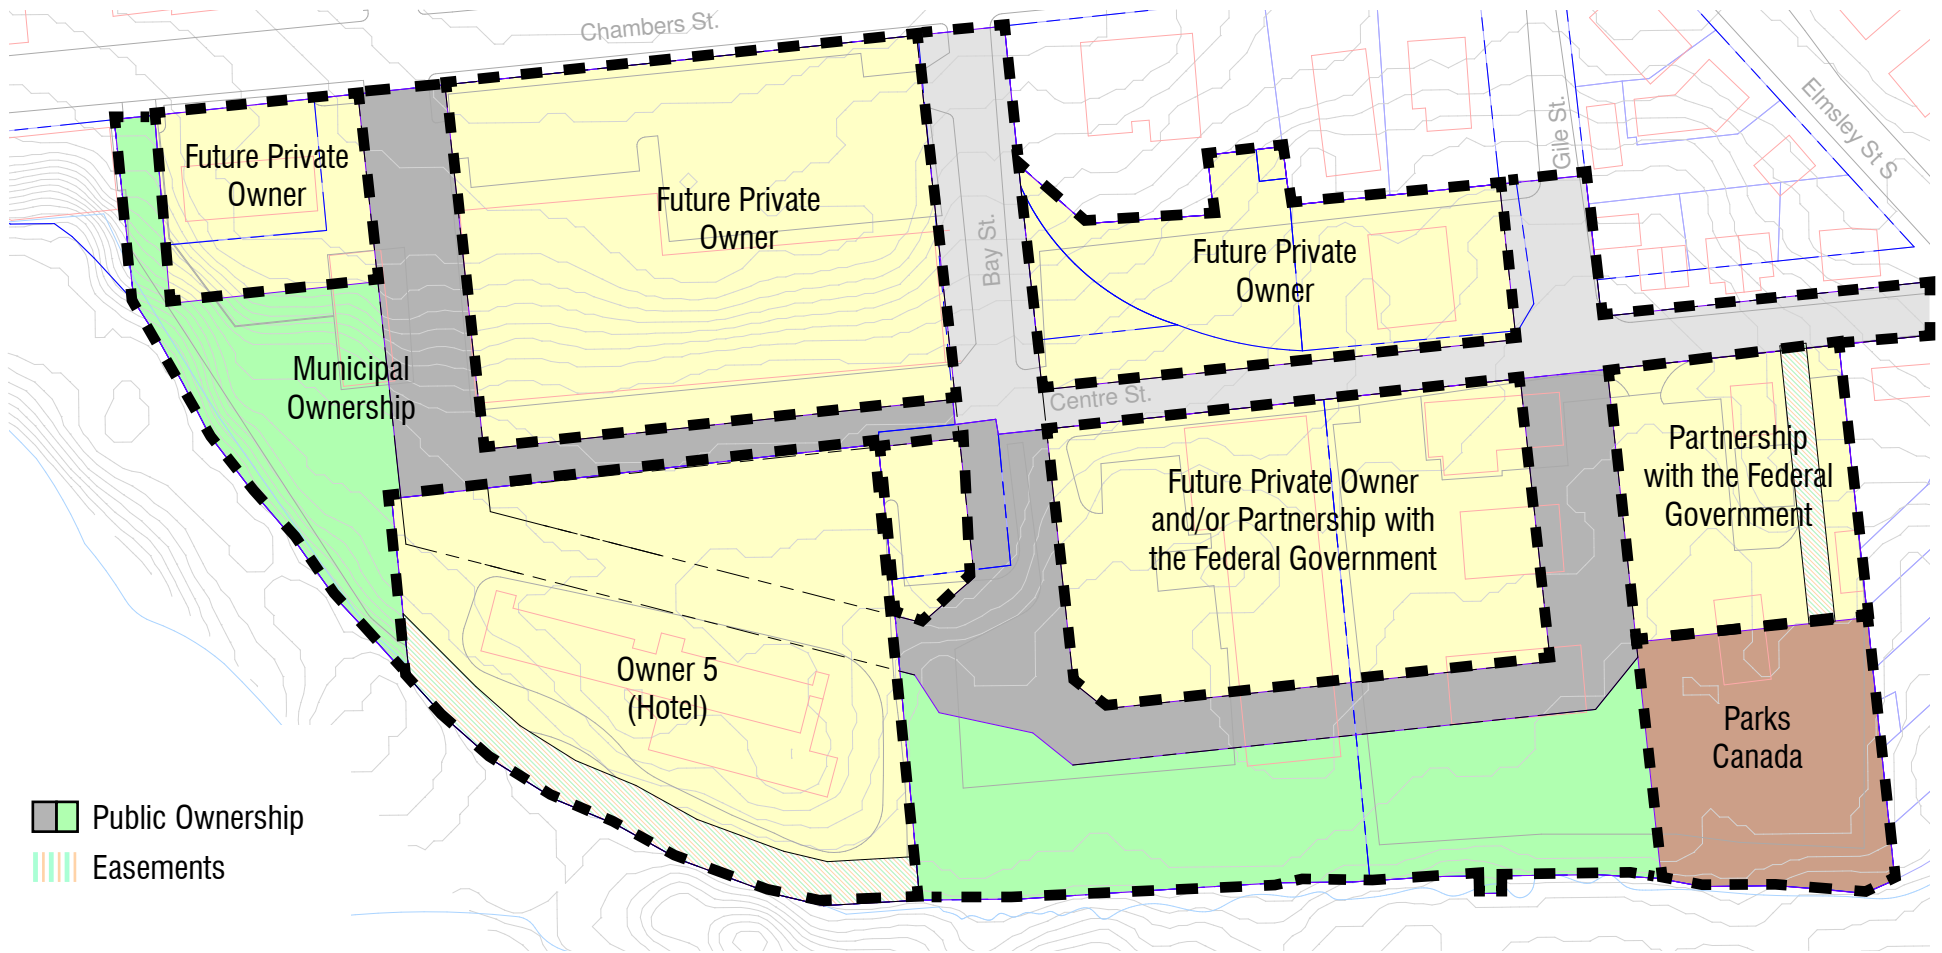 Chambers St.
Elmsley St S
Gile St.
Future Private
Owner
Future Private
Owner
Bay St.
Future Private
Owner
Municipal
Ownership
Centre St.
Partnership
with the Federal
Government
Future Private Owner
and/or Partnership with
the Federal Government
Owner 5
(Hotel)
Parks
Canada
Public Ownership
Easements